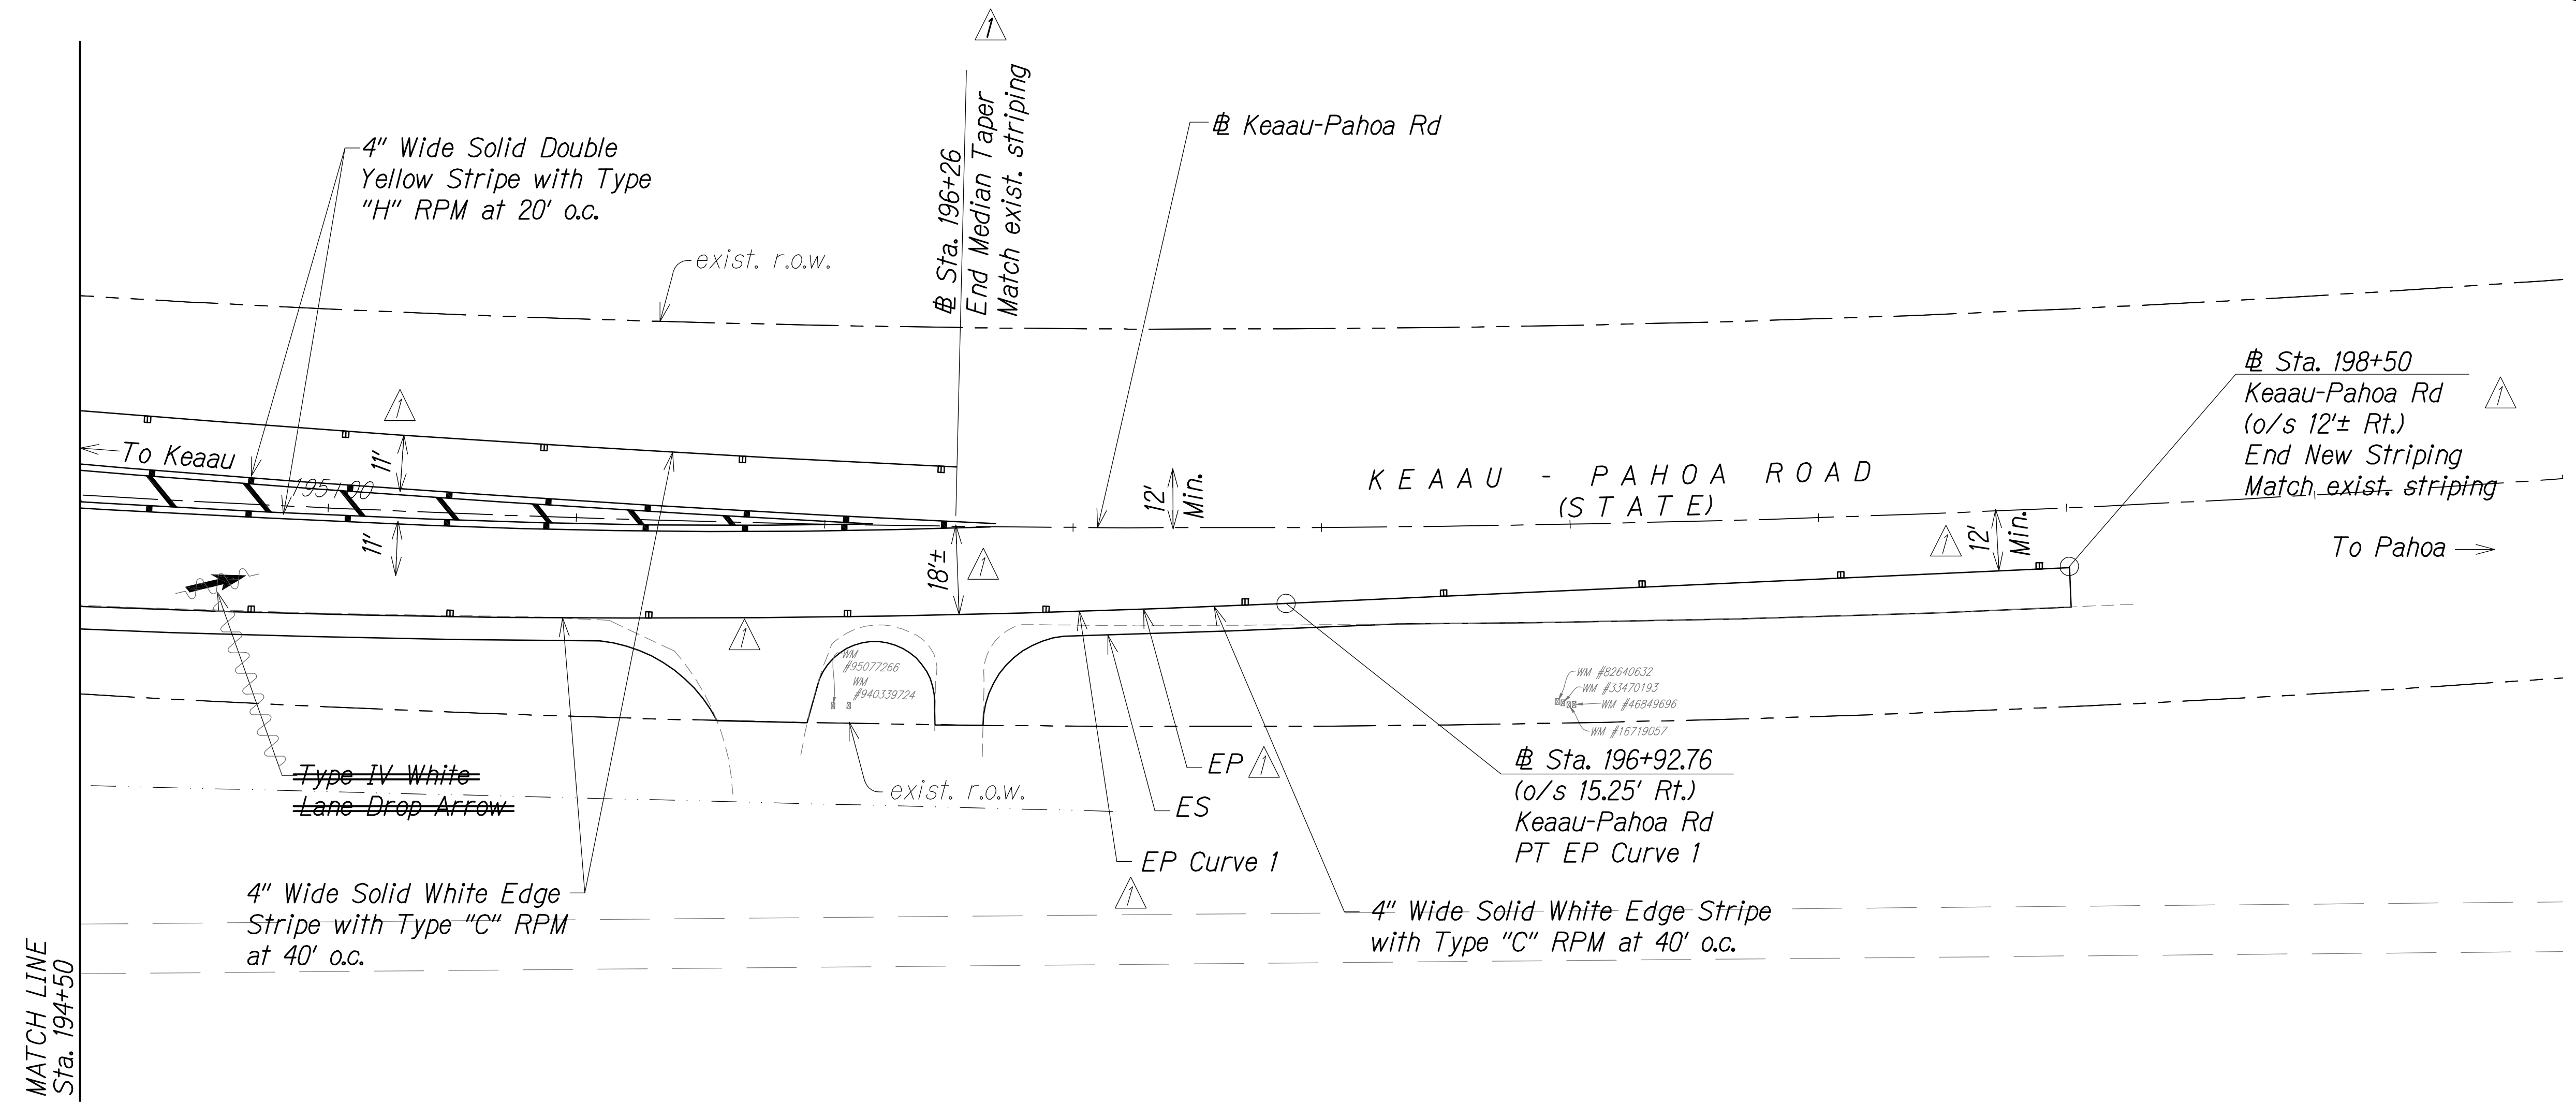 1
℄ Sta. 196+26
End Median Taper
Match exist. striping
℄ Keaau-Pahoa Rd
4" Wide Solid Double
Yellow Stripe with Type
"H" RPM at 20' o.c.
exist. r.o.w.
℄ Sta. 198+50
Keaau-Pahoa Rd
(o/s 12'± Rt.)
End New Striping
Match exist. striping
1
1
To Keaau
11'
195+00
12'
Min.
KEAAU - PAHOA ROAD
(STATE)
11'
18'±
1
1
12'
Min.
To Pahoa
1
WM
#95077266
WM
#940339724
WM #82640632
WM #33470193
WM #46849696
WM #16719057
Type IV White
Lane Drop Arrow
exist. r.o.w.
EP
1
ES
EP Curve 1
1
℄ Sta. 196+92.76
(o/s 15.25' Rt.)
Keaau-Pahoa Rd
PT EP Curve 1
4" Wide Solid White Edge
Stripe with Type "C" RPM
at 40' o.c.
4" Wide Solid White Edge Stripe
with Type "C" RPM at 40' o.c.
MATCH LINE
Sta. 194+50